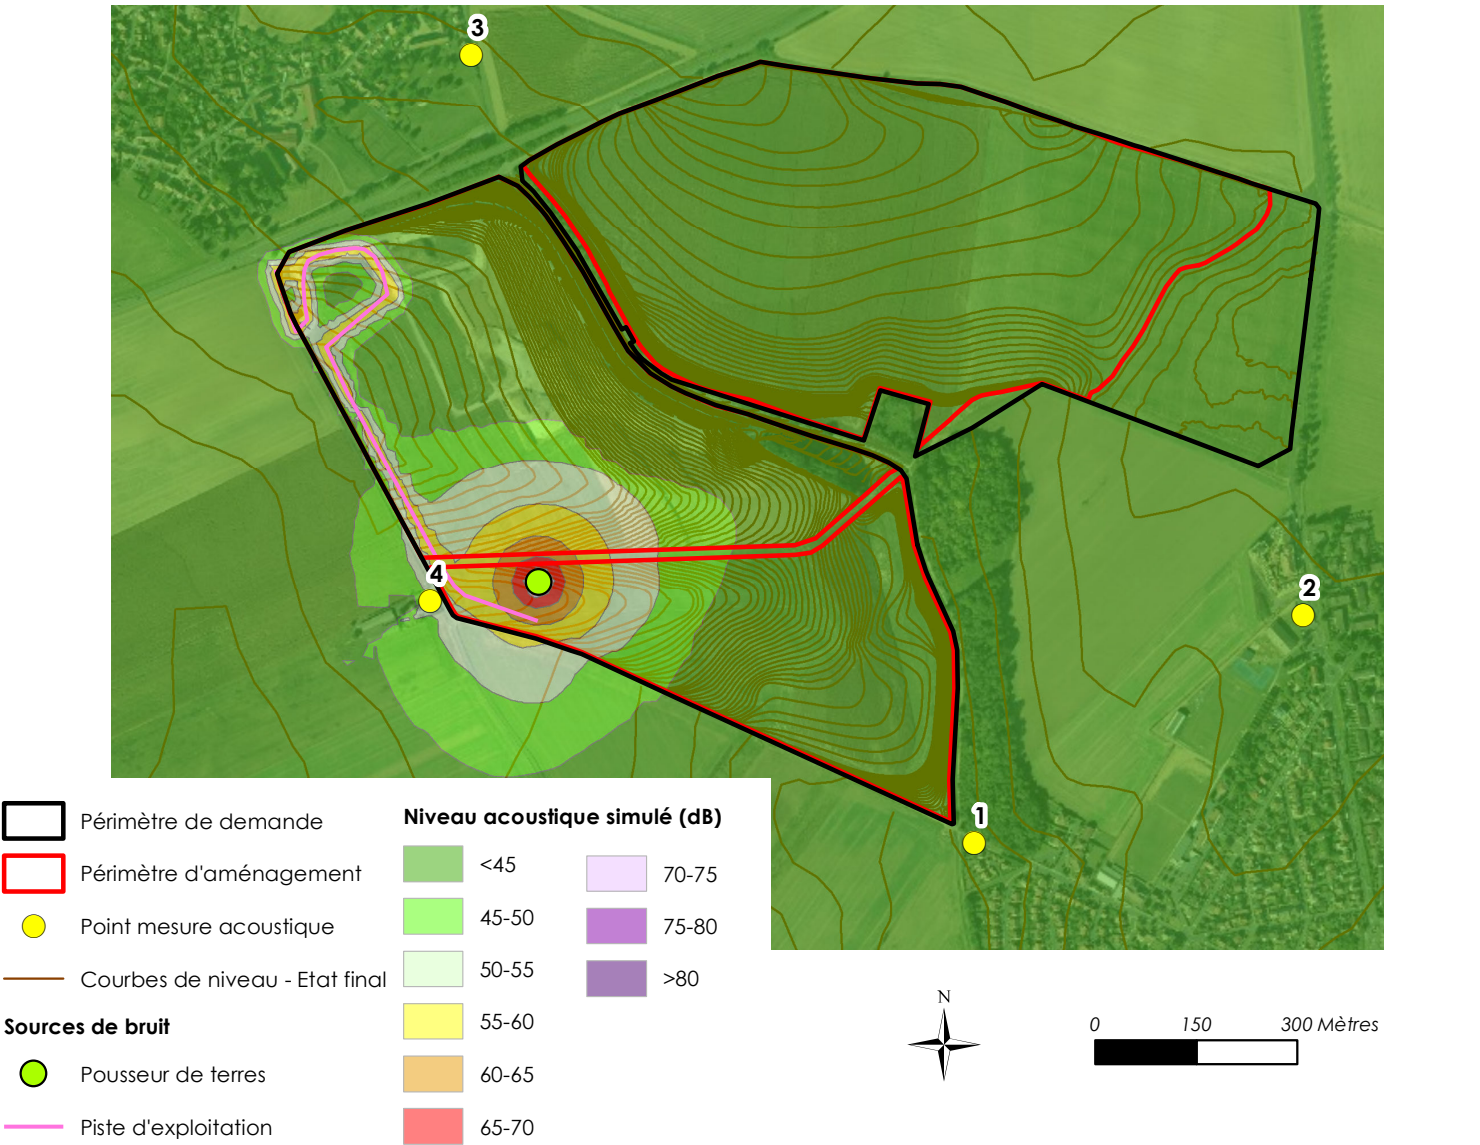 3
4
2
1
Périmètre de demande
Périmètre d'aménagement
Point mesure acoustique
Courbes de niveau - Etat final
Sources de bruit
Pousseur de terres
Piste d'exploitation
Niveau acoustique simulé (dB)
<45
45-50
50-55
55-60
60-65
65-70
70-75
75-80
>80
N
0 150 300 Mètres